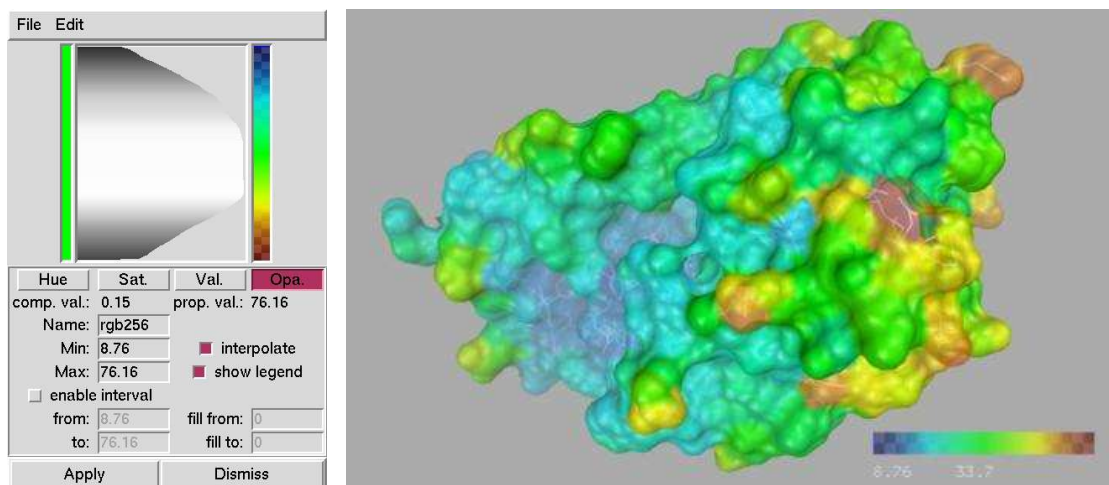 File Edit
Hue Sat. Val. Opa.
comp. val.: 0.15 prop. val.: 76.16
Name: rgb256
Min: 8.76 interpolate
Max: 76.16 show legend
enable interval
from: 8.76 fill from: 0
to: 76.16 fill to: 0
Apply Dismiss
8.76 33.7